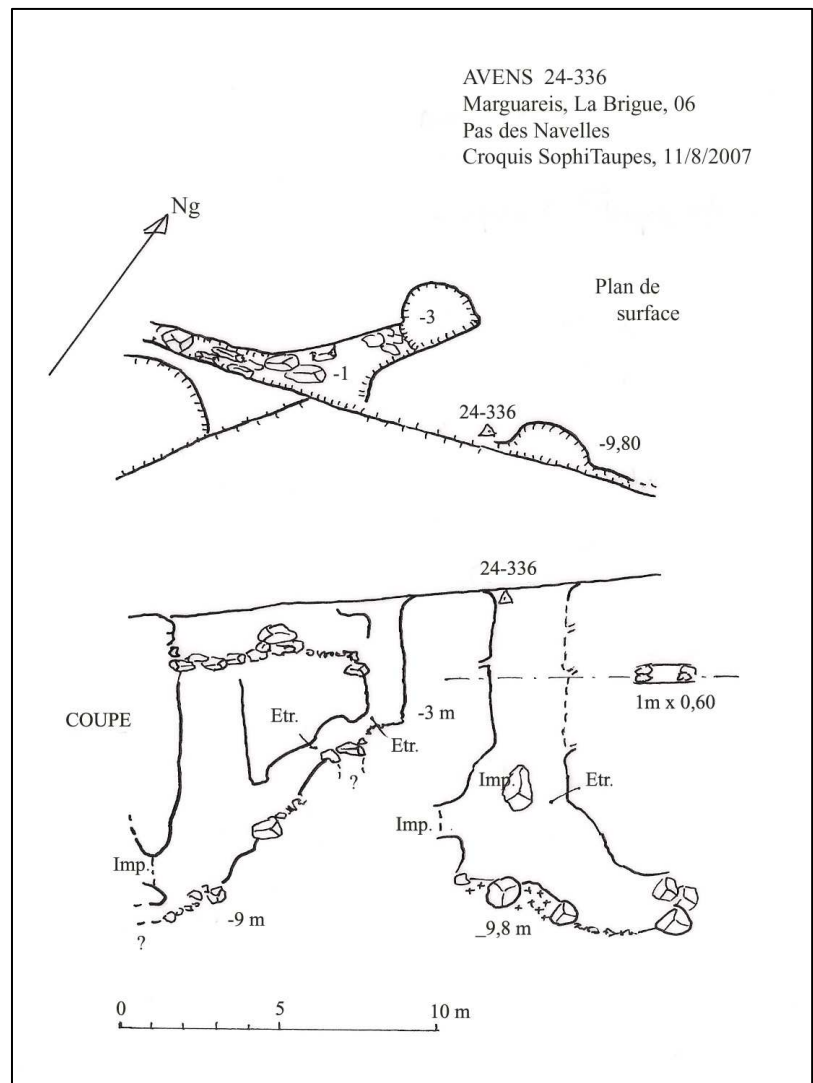 AVENS 24-336
Marguareis, La Brigue, 06
Pas des Navelles
Croquis SophiTaupes, 11/8/2007
Ng
Plan de
surface
-3
-1
24-336
-9,80
24-336
COUPE
Etr.
-3 m
Etr.
?
1m x 0,60
Imp.
Etr.
Imp.
Imp.
-9 m
?
_9,8 m
0 5 10 m